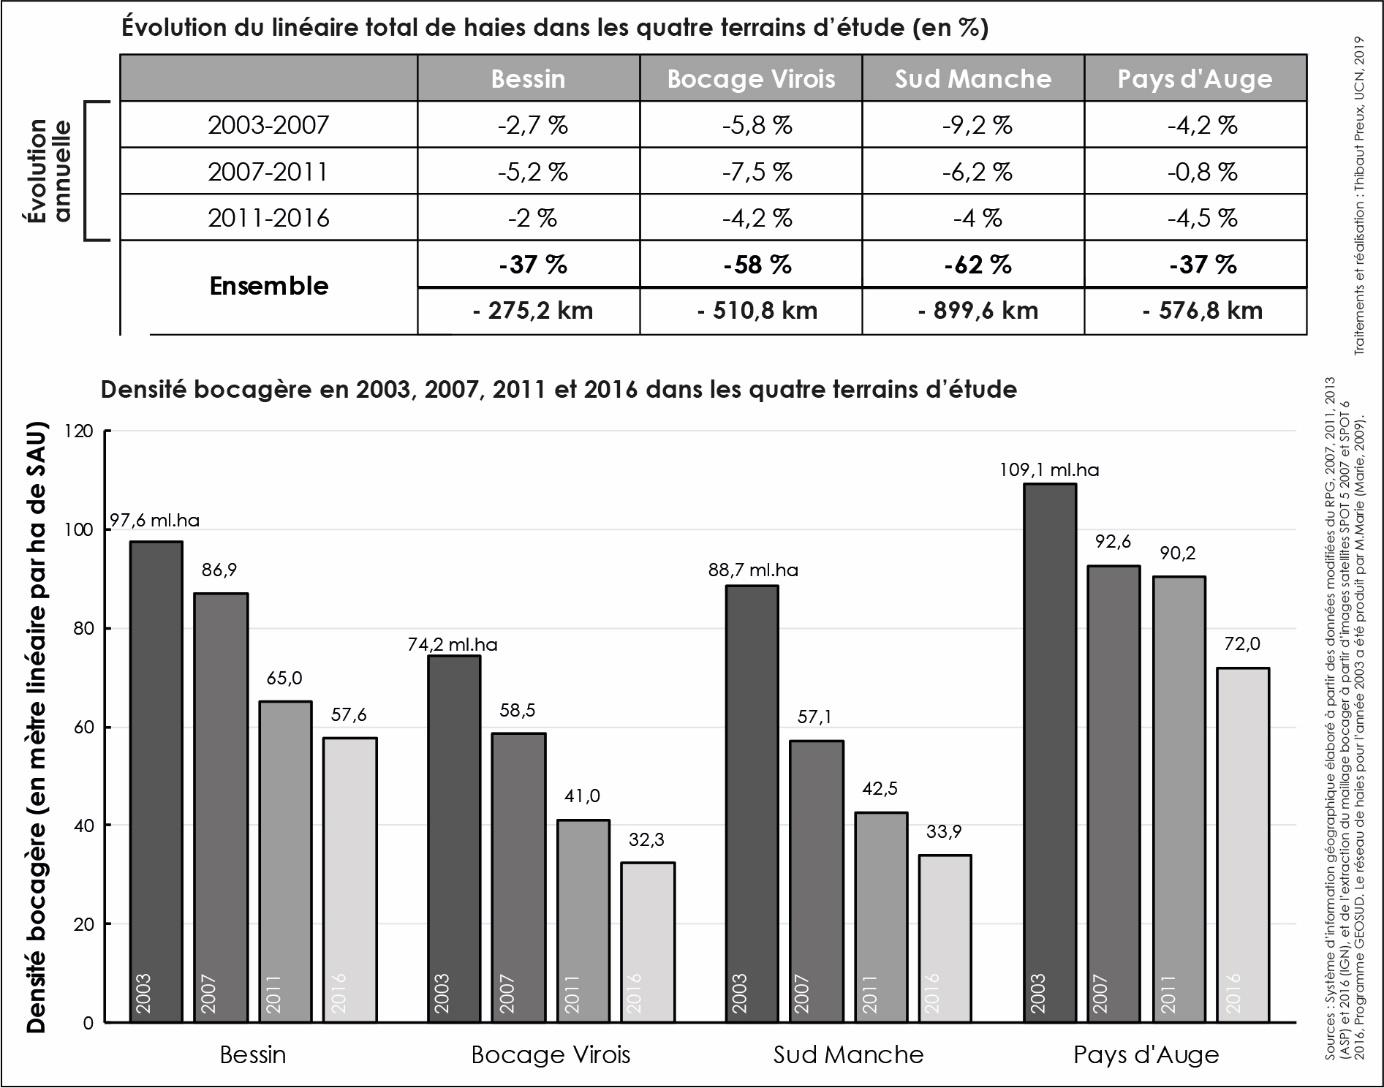 Évolution du linéaire total de haies dans les quatre terrains d'étude (en %)
Bessin Bocage Virois Sud Manche Pays d'Auge
Évolution
annuelle
2003-2007 -2,7 % -5,8 % -9,2 % -4,2 %
2007-2011 -5,2 % -7,5 % -6,2 % -0,8 %
2011-2016 -2 % -4,2 % -4 % -4,5 %
Ensemble
-37 % -58 % -62 % -37 %
- 275,2 km - 510,8 km - 899,6 km - 576,8 km
Traitements et réalisation : Thibaut Preux, UCN, 2019
Densité bocagère en 2003, 2007, 2011 et 2016 dans les quatre terrains d'étude
Densité bocagère (en mètre linéaire par ha de SAU)
120
100
80
60
40
20
0
97,6 ml.ha
86,9
65,0
57,6
74,2 ml.ha
58,5
41,0
32,3
88,7 ml.ha
57,1
42,5
33,9
109,1 ml.ha
92,6
90,2
72,0
2003 2007 2011 2016 2003 2007 2011 2016 2003 2007 2011 2016 2003 2007 2011 2016
Bessin Bocage Virois Sud Manche Pays d'Auge
Sources : Système d'information géographique élaboré à partir des données modifiées du RPG, 2007, 2011, 2013
(ASP) et 2016 (IGN), et de l'extraction du maillage bocager à partir d'images satellites SPOT 5 2007 et SPOT 6
2016, Programme GEOSUD. Le réseau de haies pour l'année 2003 a été produit par M.Marie (Marie, 2009).